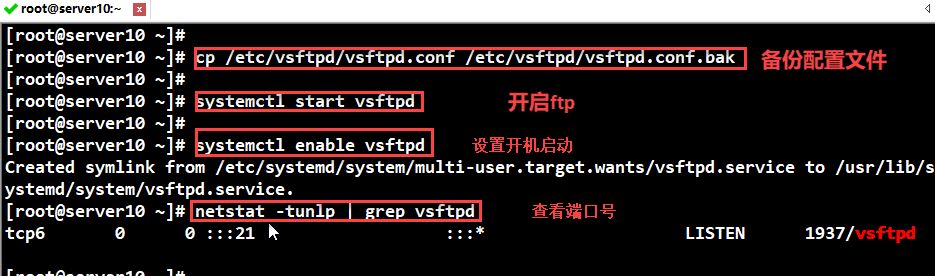 root@server10:~ x
[root@server10 ~]#
[root@server10 ~]# cp /etc/vsftpd/vsftpd.conf /etc/vsftpd/vsftpd.conf.bak 备份配置文件
[root@server10 ~]#
[root@server10 ~]# systemctl start vsftpd 开启ftp
[root@server10 ~]#
[root@server10 ~]# systemctl enable vsftpd 设置开机启动
Created symlink from /etc/systemd/system/multi-user.target.wants/vsftpd.service to /usr/lib/s
ystemd/system/vsftpd.service.
[root@server10 ~]# netstat -tunlp | grep vsftpd 查看端口号
tcp6 0 0 :::21 :::* LISTEN 1937/vsftpd
[root@server10 ~]#